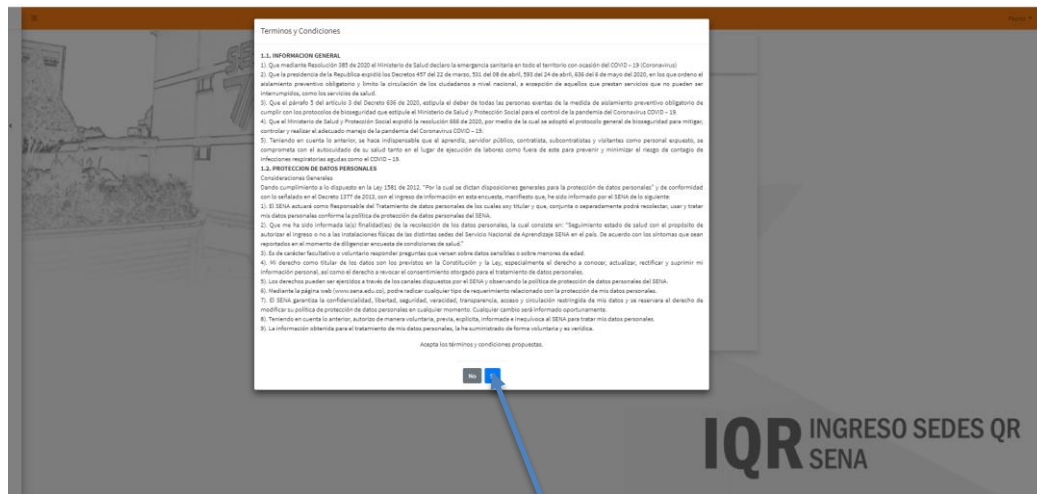 Página
Terminos y Condiciones
1.1. INFORMACION GENERAL
1). Que mediante Resolución 385 de 2020 el Ministerio de Salud declaro la emergencia sanitaria en todo el territorio con ocasión del COVID – 19 (Coronavirus)
2). Que la presidencia de la Republica expidió los Decretos 457 del 22 de marzo, 531 del 08 de abril, 593 del 24 de abril, 636 del 6 de mayo del 2020, en los que ordeno el
aislamiento preventivo obligatorio y limito la circulación de los ciudadanos a nivel nacional, a excepción de aquellos que prestan servicios que no pueden ser
interrumpidos, como los servicios de salud.
3). Que el párrafo 5 del artículo 3 del Decreto 636 de 2020, estipula el deber de todas las personas exentas de la medida de aislamiento preventivo obligatorio de
cumplir con los protocolos de bioseguridad que estipule el Ministerio de Salud y Protección Social para el control de la pandemia del Coronavirus COVID – 19.
4). Que el Ministerio de Salud y Protección Social expidió la resolución 666 de 2020, por medio de la cual se adoptó el protocolo general de bioseguridad para mitigar,
controlar y realizar el adecuado manejo de la pandemia del Coronavirus COVID – 19:
5). Teniendo en cuenta lo anterior, se hace indispensable que el aprendiz, servidor público, contratista, subcontratistas y visitantes como personal expuesto, se
comprometa con el autocuidado de su salud tanto en el lugar de ejecución de labores como fuera de este para prevenir y minimizar el riesgo de contagio de
infecciones respiratorias agudas como el COVID – 19.
1.2. PROTECCION DE DATOS PERSONALES
Consideraciones Generales
Dando cumplimiento a lo dispuesto en la Ley 1581 de 2012, "Por la cual se dictan disposiciones generales para la protección de datos personales" y de conformidad
con lo señalado en el Decreto 1377 de 2013, con el ingreso de información en esta encuesta, manifiesto que, he sido informado por el SENA de lo siguiente:
1). El SENA actuará como Responsable del Tratamiento de datos personales de los cuales soy titular y que, conjunta o separadamente podrá recolectar, usar y tratar
mis datos personales conforme la política de protección de datos personales del SENA.
2). Que me ha sido informada la(s) finalidad(es) de la recolección de los datos personales, la cual consiste en: "Seguimiento estado de salud con el propósito de
autorizar el ingreso o no a las instalaciones físicas de las distintas sedes del Servicio Nacional de Aprendizaje SENA en el país. De acuerdo con los síntomas que sean
reportados en el momento de diligenciar encuesta de condiciones de salud."
3). Es de carácter facultativo o voluntario responder preguntas que versen sobre datos sensibles o sobre menores de edad.
4). Mi derecho como titular de los datos son los previstos en la Constitución y la Ley, especialmente el derecho a conocer, actualizar, rectificar y suprimir mi
información personal, así como el derecho a revocar el consentimiento otorgado para el tratamiento de datos personales.
5). Los derechos pueden ser ejercidos a través de los canales dispuestos por el SENA y observando la política de protección de datos personales del SENA.
6). Mediante la página web (www.sena.edu.co), podre radicar cualquier tipo de requerimiento relacionado con la protección de mis datos personales.
7). El SENA garantiza la confidencialidad, libertad, seguridad, veracidad, transparencia, acceso y circulación restringida de mis datos y se reservara el derecho de
modificar su política de protección de datos personales en cualquier momento. Cualquier cambio será informado oportunamente.
8). Teniendo en cuenta lo anterior, autorizo de manera voluntaria, previa, explícita, informada e inequívoca al SENA para tratar mis datos personales.
9). La información obtenida para el tratamiento de mis datos personales, la he suministrado de forma voluntaria y es verídica.
Acepta los términos y condiciones propuestas.
No
IQR INGRESO SEDES QR
SENA